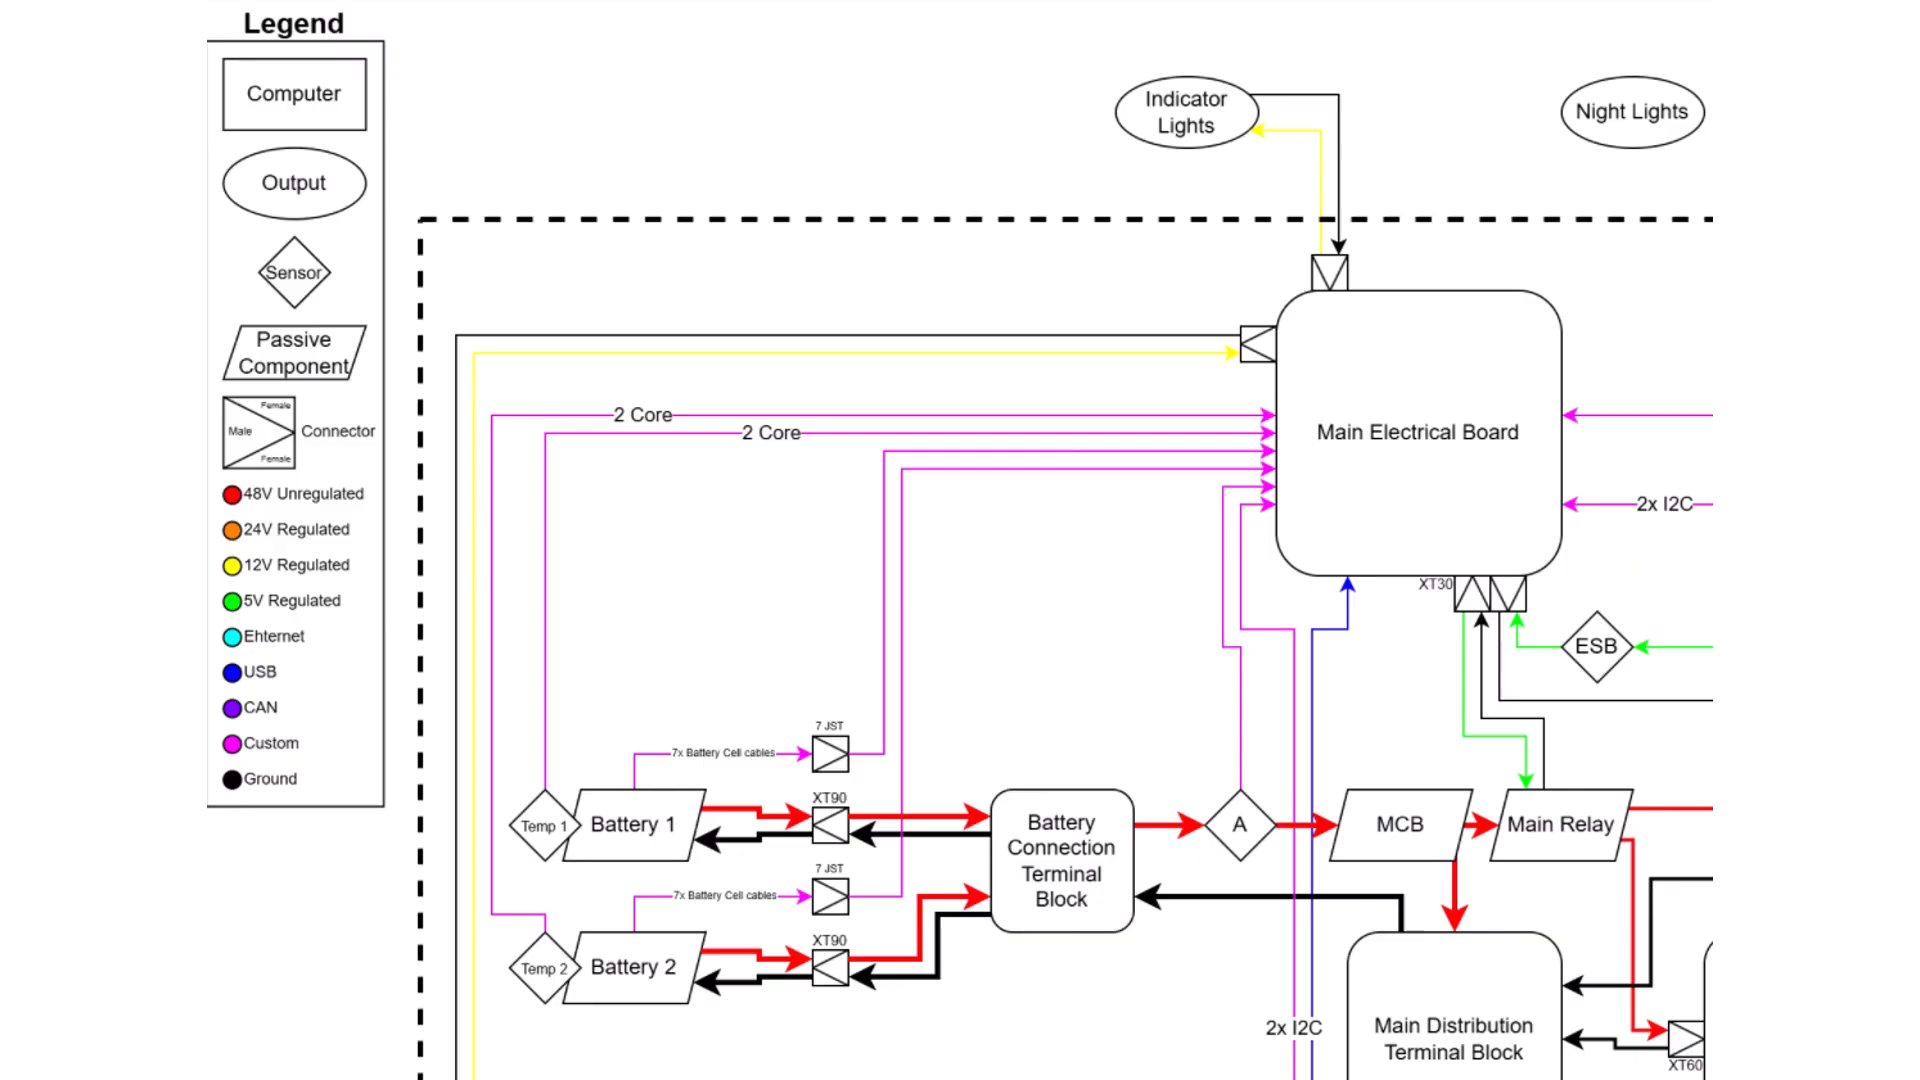 Legend
Computer
Output
Sensor
Passive
Component
Female
Male
Female
Connector
48V Unregulated
24V Regulated
12V Regulated
5V Regulated
Ehternet
USB
CAN
Custom
Ground
Indicator
Lights
Night Lights
2 Core
2 Core
Main Electrical Board
2x I2C
XT30
ESB
7 JST
7x Battery Cell cables
XT90
Temp 1
Battery 1
Battery
Connection
Terminal
Block
A
MCB
Main Relay
7 JST
7x Battery Cell cables
XT90
Temp 2
Battery 2
2x I2C
Main Distribution
Terminal Block
XT60